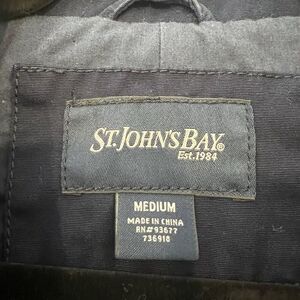 ST. JOHN'S BAY®
Est. 1984
MEDIUM
MADE IN CHINA
RN# 93677
736918